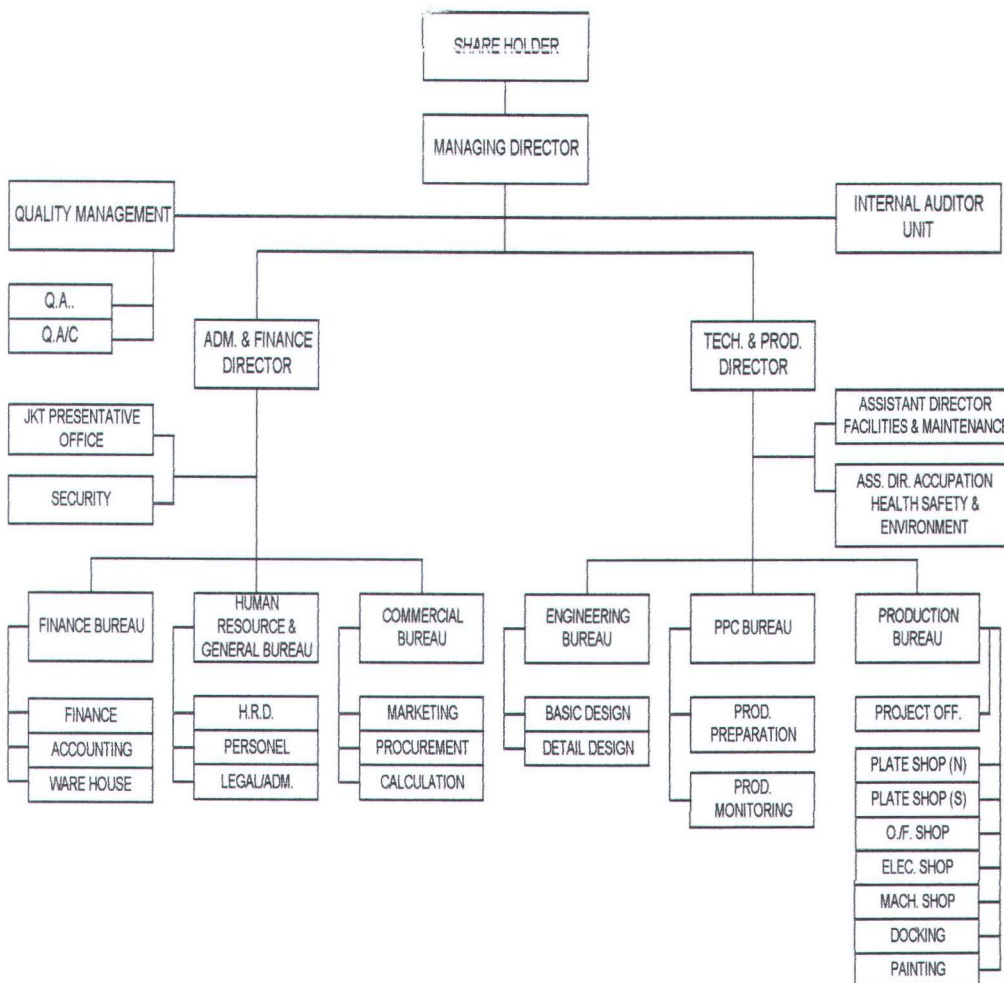 SHARE HOLDER
MANAGING DIRECTOR
QUALITY MANAGEMENT
INTERNAL AUDITOR
UNIT
Q.A..
Q.A/C
ADM. & FINANCE
DIRECTOR
TECH. & PROD.
DIRECTOR
JKT PRESENTATIVE
OFFICE
SECURITY
ASSISTANT DIRECTOR
FACILITIES & MAINTENANCE
ASS. DIR. ACCUPATION
HEALTH SAFETY &
ENVIRONMENT
FINANCE BUREAU
HUMAN
RESOURCE &
GENERAL BUREAU
COMMERCIAL
BUREAU
ENGINEERING
BUREAU
PPC BUREAU
PRODUCTION
BUREAU
FINANCE
ACCOUNTING
WARE HOUSE
H.R.D.
PERSONEL
LEGAL/ADM.
MARKETING
PROCUREMENT
CALCULATION
BASIC DESIGN
DETAIL DESIGN
PROD.
PREPARATION
PROD.
MONITORING
PROJECT OFF.
PLATE SHOP (N)
PLATE SHOP (S)
O./F. SHOP
ELEC. SHOP
MACH. SHOP
DOCKING
PAINTING